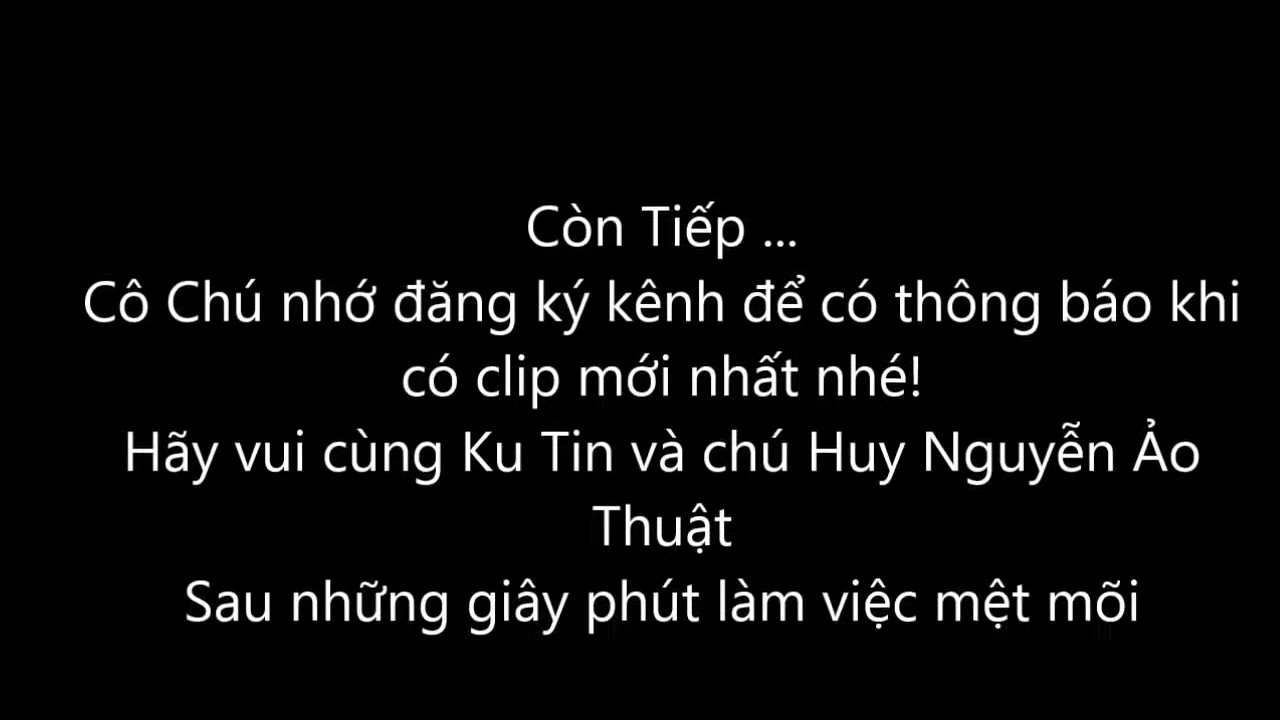 Còn Tiếp ...
Cô Chú nhớ đăng ký kênh để có thông báo khi
có clip mới nhất nhé!
Hãy vui cùng Ku Tin và chú Huy Nguyễn Ảo
Thuật
Sau những giây phút làm việc mệt mõi